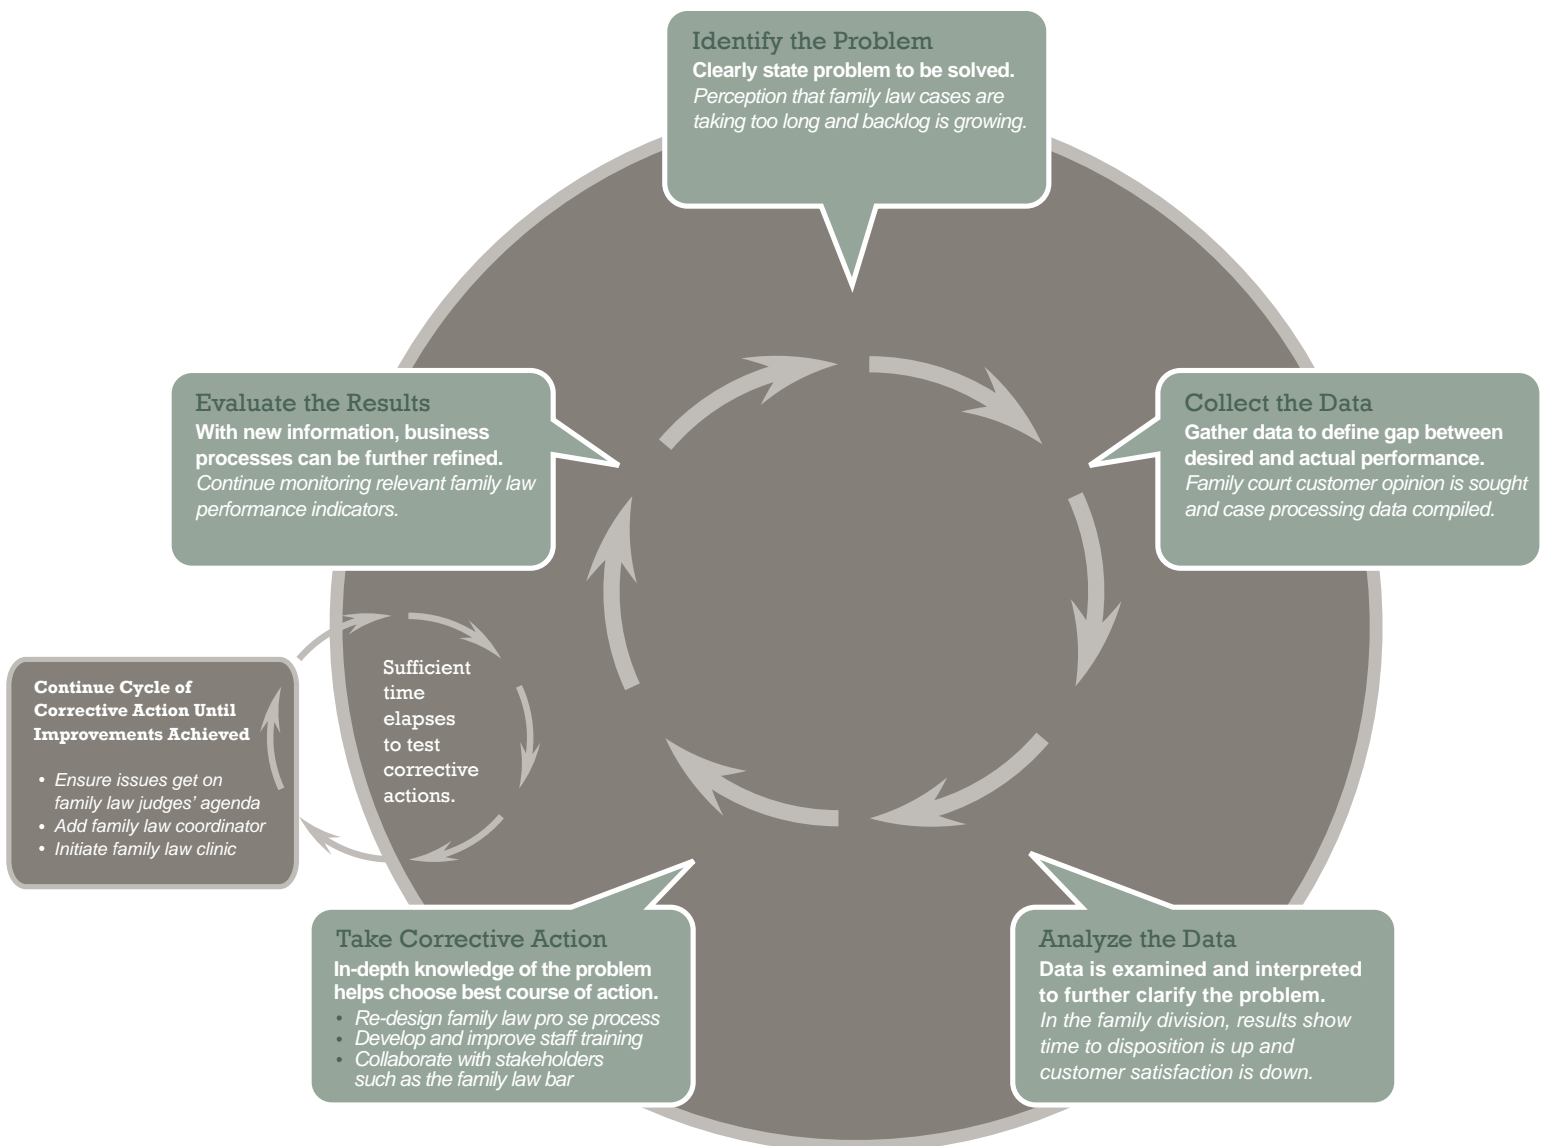 Identify the Problem
Clearly state problem to be solved.
Perception that family law cases are
taking too long and backlog is growing.
Collect the Data
Gather data to define gap between
desired and actual performance.
Family court customer opinion is sought
and case processing data compiled.
Analyze the Data
Data is examined and interpreted
to further clarify the problem.
In the family division, results show
time to disposition is up and
customer satisfaction is down.
Take Corrective Action
In-depth knowledge of the problem
helps choose best course of action.
• Re-design family law pro se process
• Develop and improve staff training
• Collaborate with stakeholders
such as the family law bar
Sufficient
time
elapses
to test
corrective
actions.
Continue Cycle of
Corrective Action Until
Improvements Achieved
• Ensure issues get on
family law judges’ agenda
• Add family law coordinator
• Initiate family law clinic
Evaluate the Results
With new information, business
processes can be further refined.
Continue monitoring relevant family law
performance indicators.